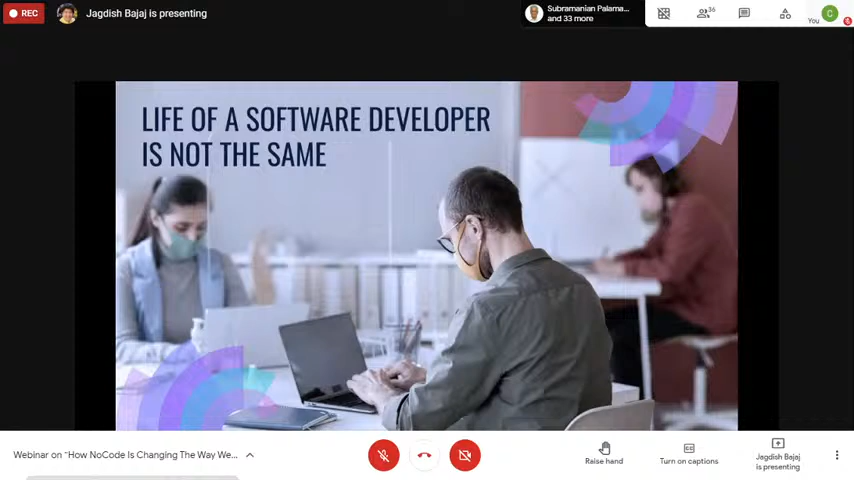 REC
Jagdish Bajaj is presenting
Subramanian Palama...
and 33 more
36
You
C
LIFE OF A SOFTWARE DEVELOPER
IS NOT THE SAME
Webinar on "How NoCode Is Changing The Way We...
Raise hand
CC
Turn on captions
Jagdish Bajaj
is presenting